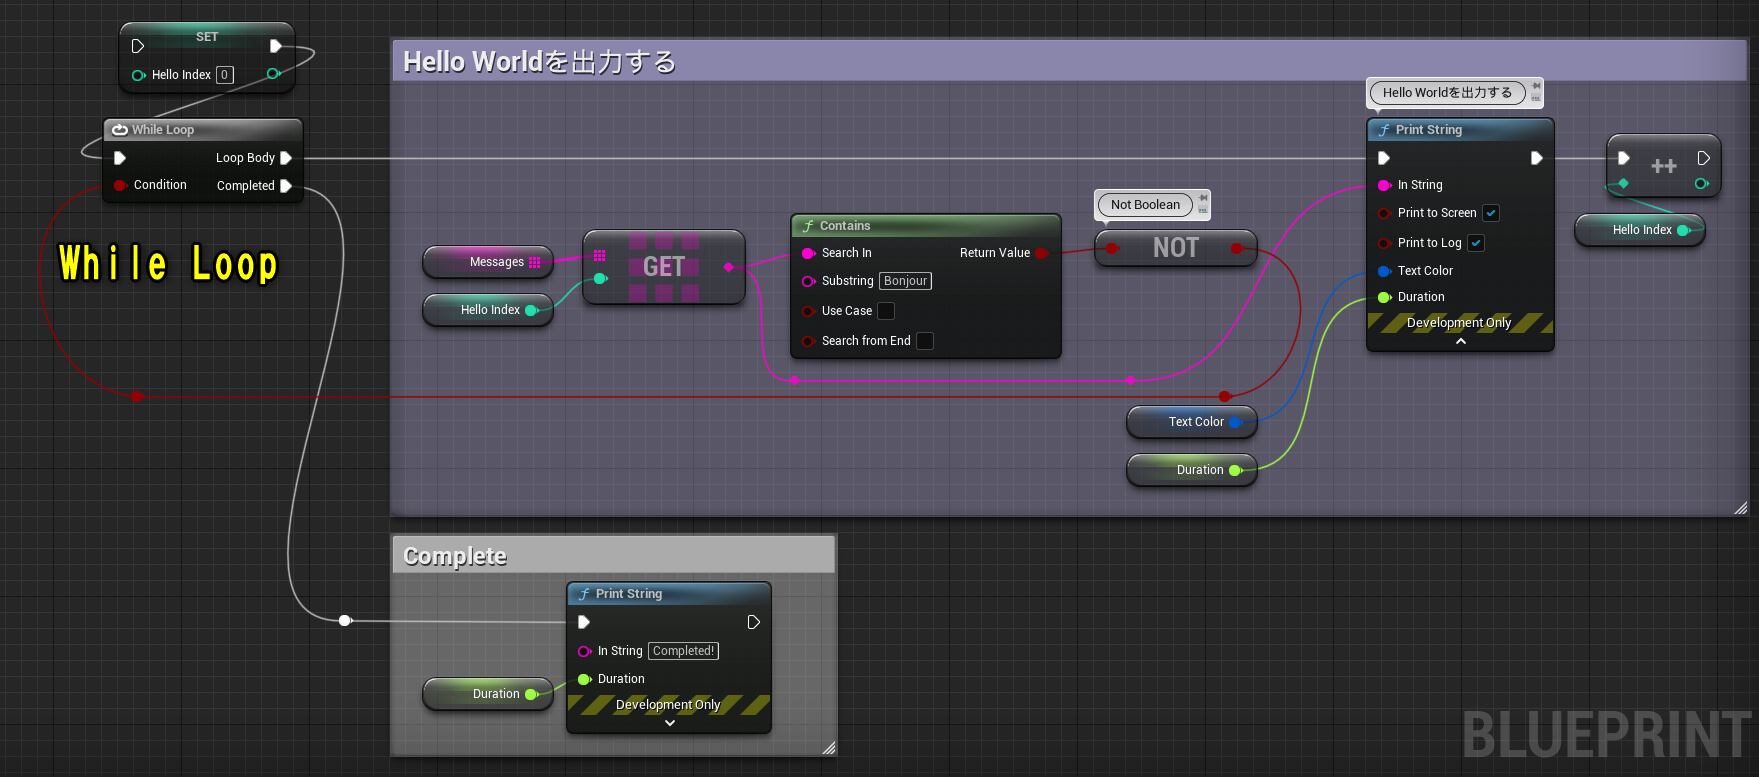 SET
Hello Index 0
While Loop
Loop Body
Condition
Completed
While Loop
Hello Worldを出力する
Messages
Hello Index
GET
Contains
Search In
Return Value
Substring Bonjour
Use Case
Search from End
Not Boolean
NOT
Text Color
Duration
Hello Worldを出力する
Print String
In String
Print to Screen
Print to Log
Text Color
Duration
Development Only
++
Hello Index
Complete
Print String
In String Completed!
Duration
Duration
Development Only
BLUEPRINT